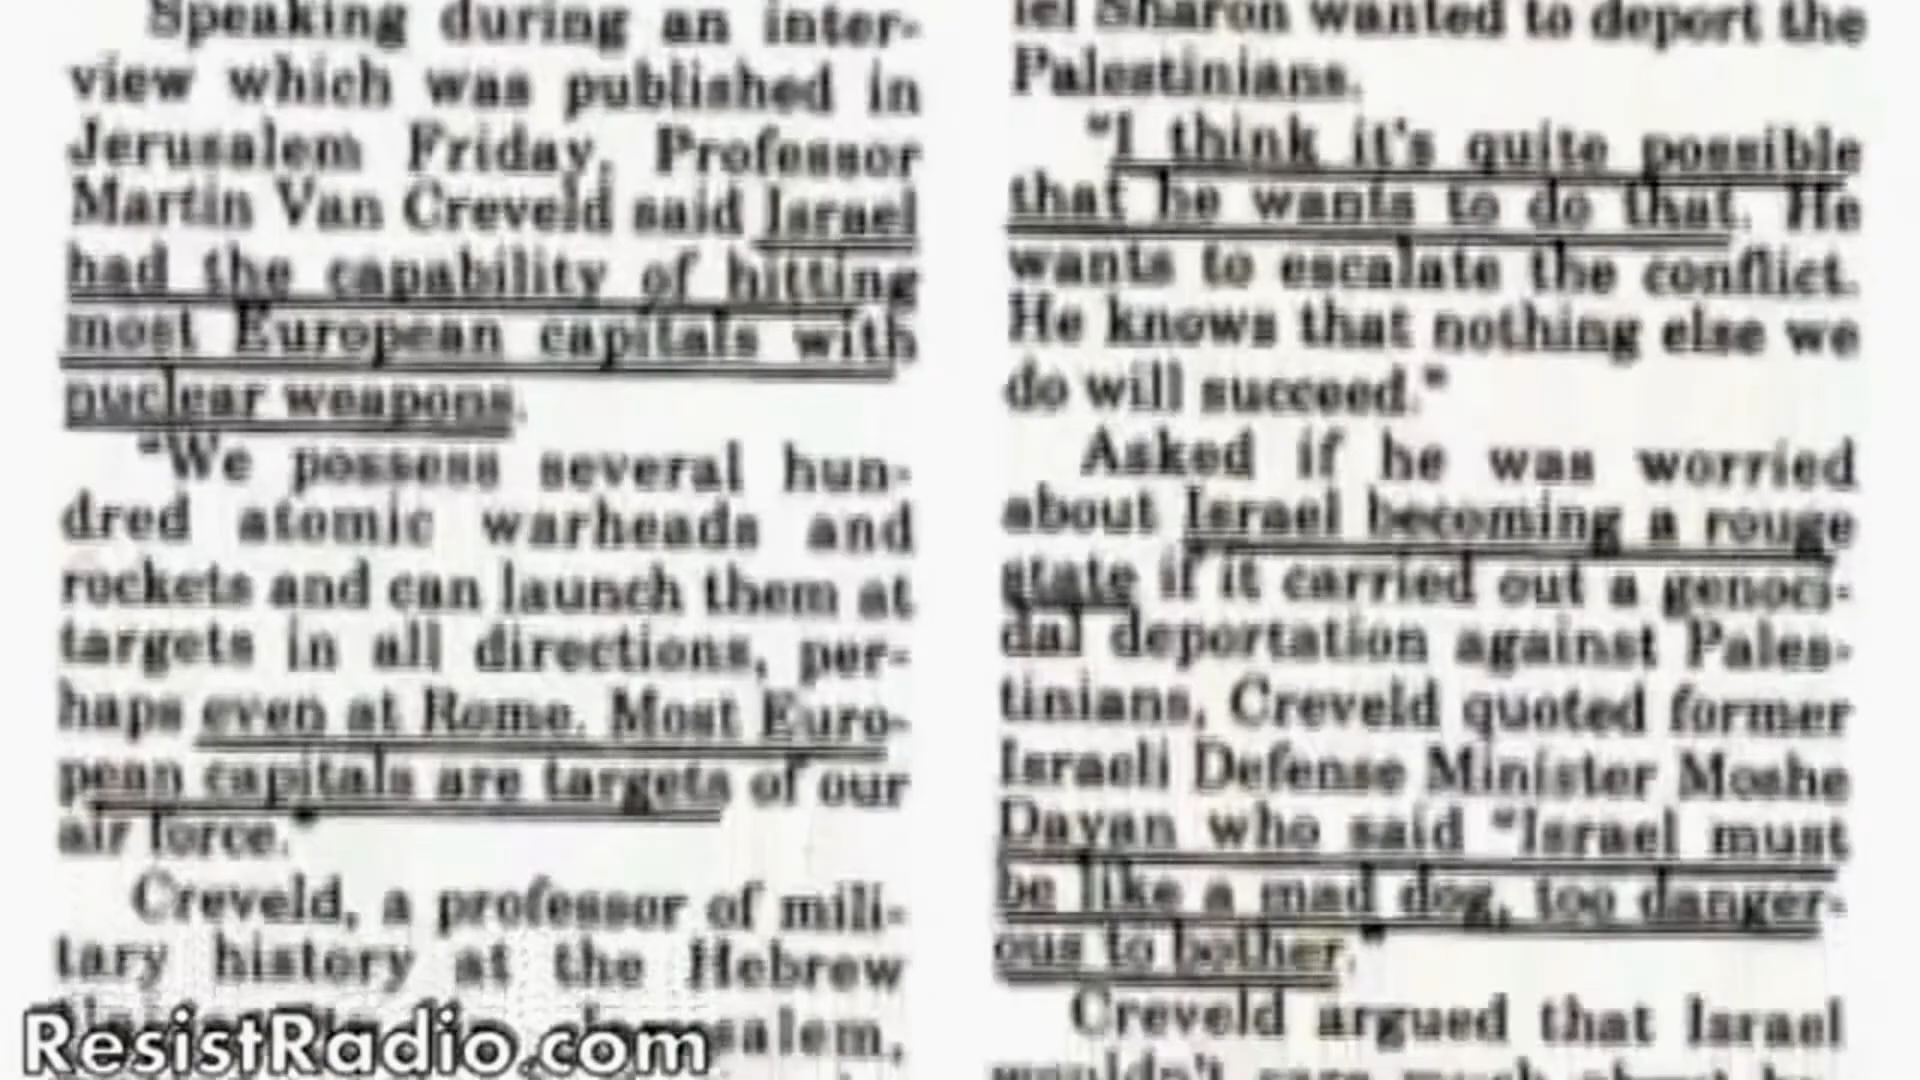 Speaking during an inter-
view which was published in
Jerusalem Friday, Professor
Martin Van Creveld said Israel
had the capability of hitting
most European capitals with
nuclear weapons.
"We possess several hun-
dred atomic warheads and
rockets and can launch them at
targets in all directions, per-
haps even at Rome. Most Euro-
pean capitals are targets of our
air force."
Creveld, a professor of mili-
tary history at the Hebrew
salem,
iel Sharon wanted to deport the
Palestinians.
"I think it's quite possible
that he wants to do that. He
wants to escalate the conflict.
He knows that nothing else we
do will succeed."
Asked if he was worried
about Israel becoming a rouge
state if it carried out a genoci-
dal deportation against Pales-
tinians, Creveld quoted former
Israeli Defense Minister Moshe
Dayan who said "Israel must
be like a mad dog, too danger-
ous to bother."
Creveld argued that Israel
wouldn't care much about
ResistRadio.com